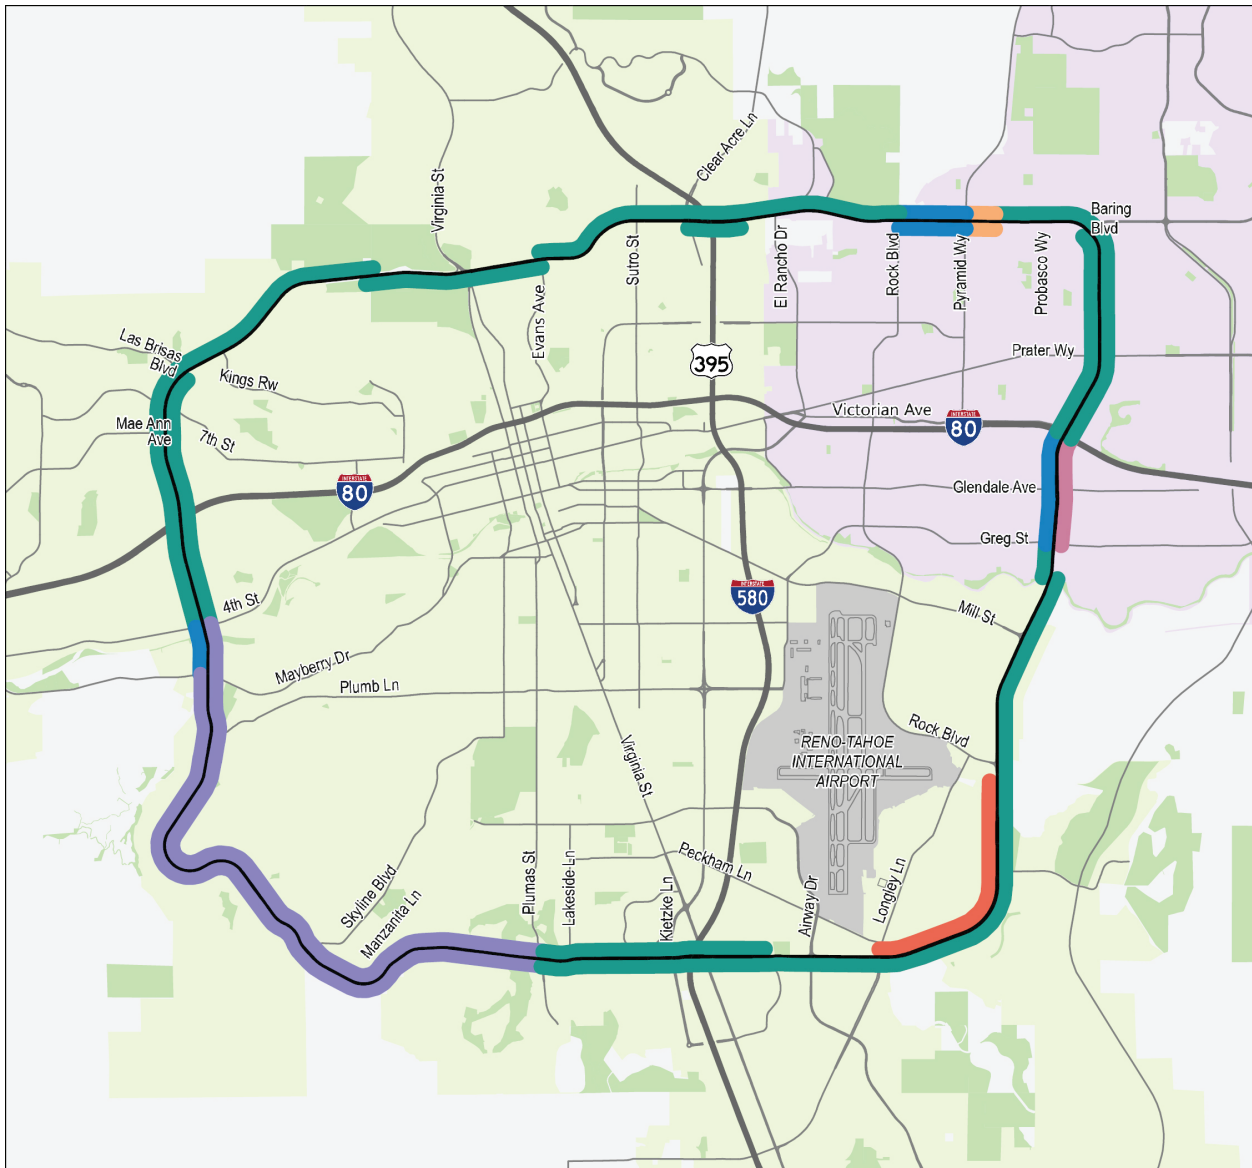 Clear Acre Ln
Virginia St
Baring
Blvd
Sutro St
El Rancho Dr
Rock Blvd
Pyramid Wy
Probasco Wy
Evans Ave
Las Brisas
Blvd
Kings Rw
395
Prater Wy
Mae Ann
Ave
7th St
Victorian Ave
INTERSTATE
80
INTERSTATE
80
Glendale Ave
Greg St
INTERSTATE
580
4th St
Mill St
Mayberry Dr
Plumb Ln
Rock Blvd
Virginia St
RENO-TAHOE
INTERNATIONAL
AIRPORT
Peckham Ln
Skyline Blvd
Manzanita Ln
Plumas St
Lakeside Ln
Kietzke Ln
Airway Dr
Longley Ln